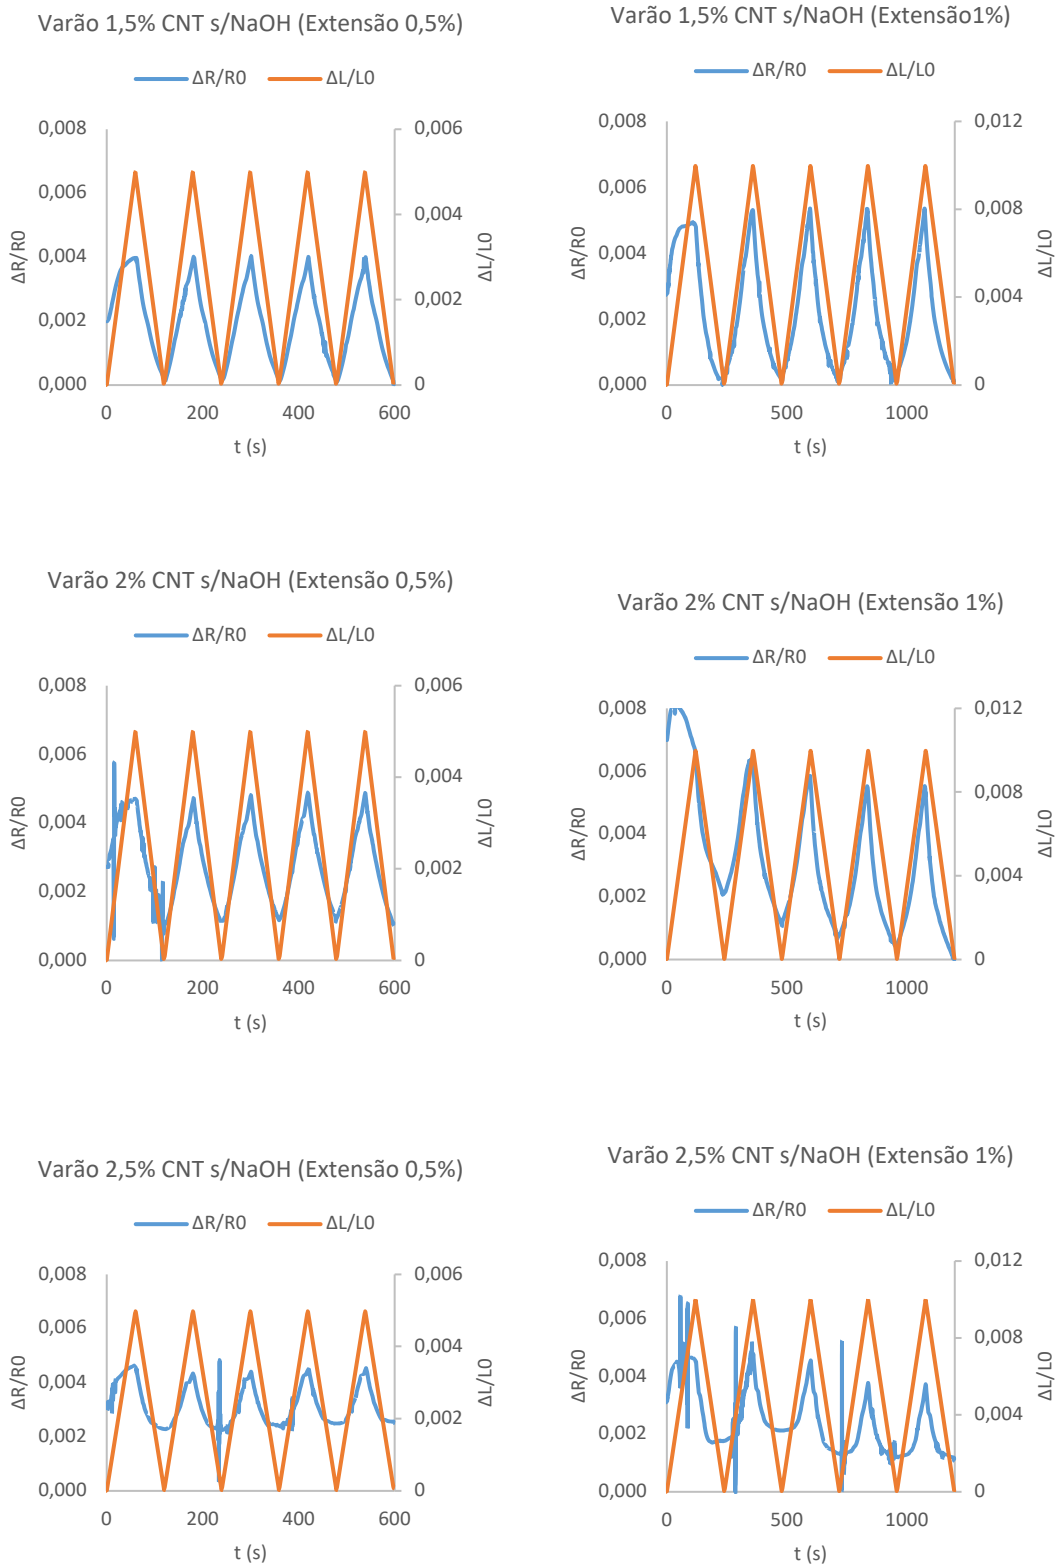 Varão 1,5% CNT s/NaOH (Extensão 0,5%)
ΔR/R0 ΔL/L0
0,008
0,006
0,004
0,002
0,000
ΔR/R0
0,006
0,004
0,002
0
ΔL/L0
0 200 400 600
t (s)
Varão 1,5% CNT s/NaOH (Extensão1%)
ΔR/R0 ΔL/L0
0,008
0,006
0,004
0,002
0,000
ΔR/R0
0,012
0,008
0,004
0
ΔL/L0
0 500 1000
t (s)
Varão 2% CNT s/NaOH (Extensão 0,5%)
ΔR/R0 ΔL/L0
0,008
0,006
0,004
0,002
0,000
ΔR/R0
0,006
0,004
0,002
0
ΔL/L0
0 200 400 600
t (s)
Varão 2% CNT s/NaOH (Extensão 1%)
ΔR/R0 ΔL/L0
0,008
0,006
0,004
0,002
0,000
ΔR/R0
0,012
0,008
0,004
0
ΔL/L0
0 500 1000
t (s)
Varão 2,5% CNT s/NaOH (Extensão 0,5%)
ΔR/R0 ΔL/L0
0,008
0,006
0,004
0,002
0,000
ΔR/R0
0,006
0,004
0,002
0
ΔL/L0
0 200 400 600
t (s)
Varão 2,5% CNT s/NaOH (Extensão 1%)
ΔR/R0 ΔL/L0
0,008
0,006
0,004
0,002
0,000
ΔR/R0
0,012
0,008
0,004
0
ΔL/L0
0 500 1000
t (s)